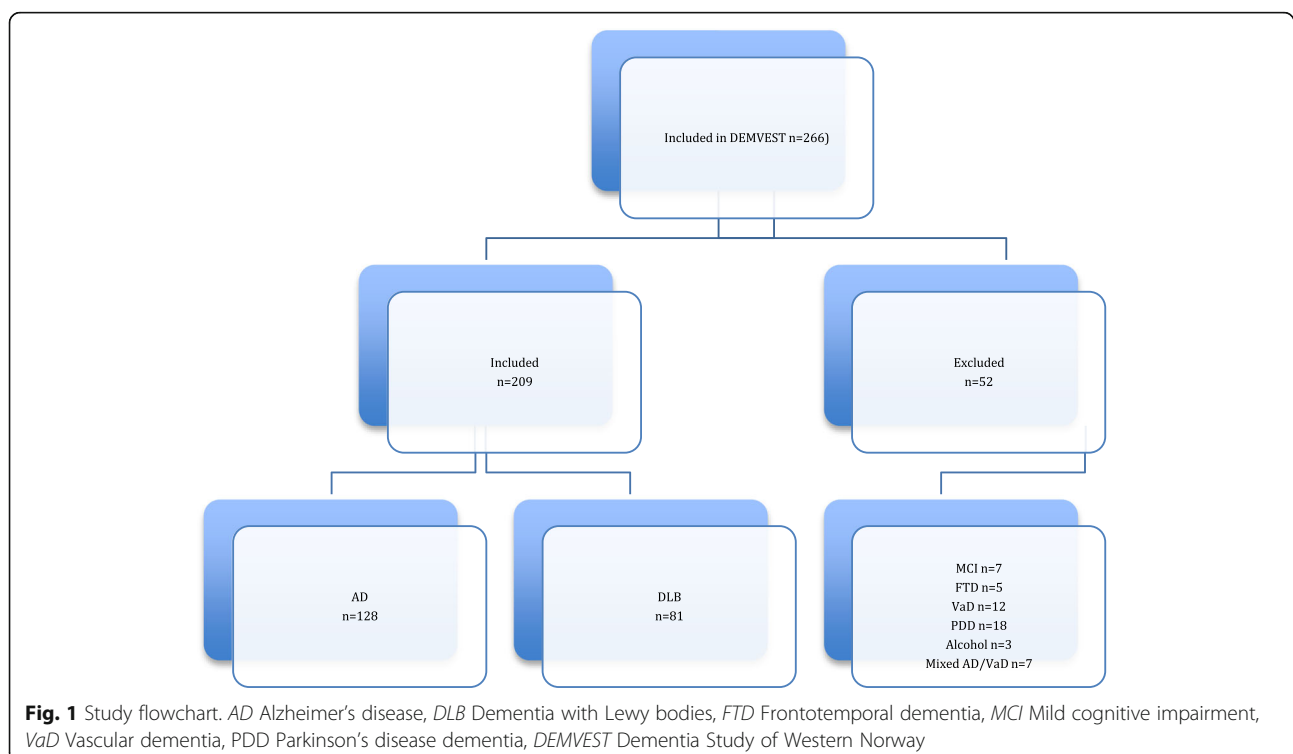 Included in DEMVEST n=266)
Included
n=209
Excluded
n=52
AD
n=128
DLB
n=81
MCI n=7
FTD n=5
VaD n=12
PDD n=18
Alcohol n=3
Mixed AD/VaD n=7
Fig. 1 Study flowchart. AD Alzheimer’s disease, DLB Dementia with Lewy bodies, FTD Frontotemporal dementia, MCI Mild cognitive impairment,
VaD Vascular dementia, PDD Parkinson’s disease dementia, DEMVEST Dementia Study of Western Norway